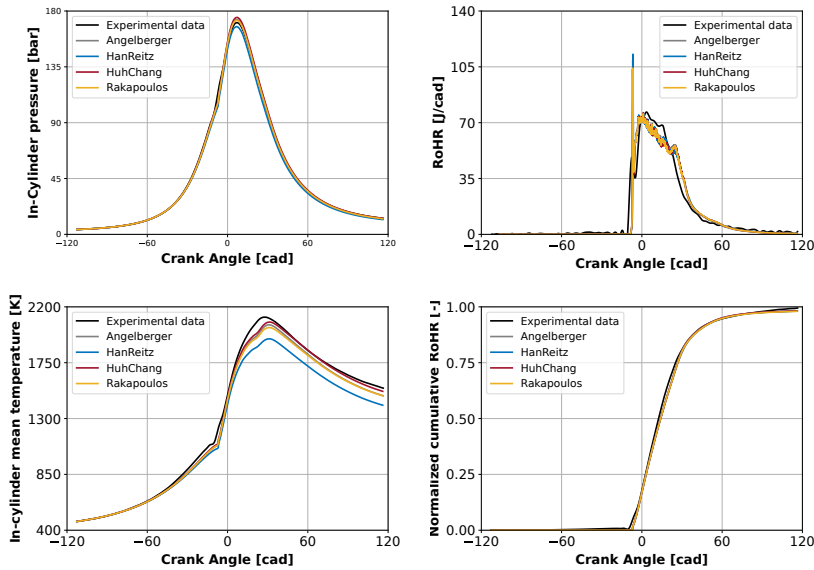 In-Cylinder pressure [bar]
180
135
90
45
0
−120
−60
0
60
120
Crank Angle [cad]
Experimental data
Angelberger
HanReitz
HuhChang
Rakapoulos
RoHR [J/cad]
140
105
70
35
0
−120
−60
0
60
120
Crank Angle [cad]
Experimental data
Angelberger
HanReitz
HuhChang
Rakapoulos
In-cylinder mean temperature [K]
2200
1750
1300
850
400
−120
−60
0
60
120
Crank Angle [cad]
Experimental data
Angelberger
HanReitz
HuhChang
Rakapoulos
Normalized cumulative RoHR [-]
1.00
0.75
0.50
0.25
0.00
−120
−60
0
60
120
Crank Angle [cad]
Experimental data
Angelberger
HanReitz
HuhChang
Rakapoulos